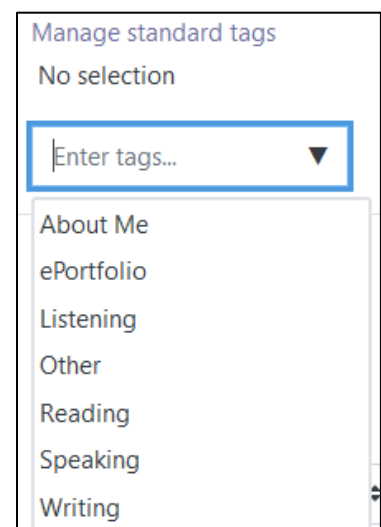 Manage standard tags
No selection
Enter tags...
About Me
ePortfolio
Listening
Other
Reading
Speaking
Writing